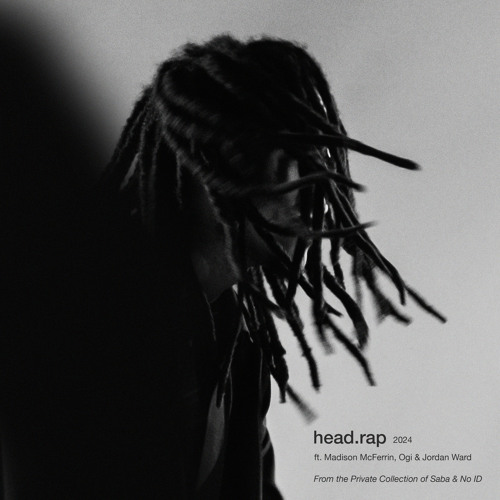 head.rap 2024
ft. Madison McFerrin, Ogi & Jordan Ward
From the Private Collection of Saba & No ID